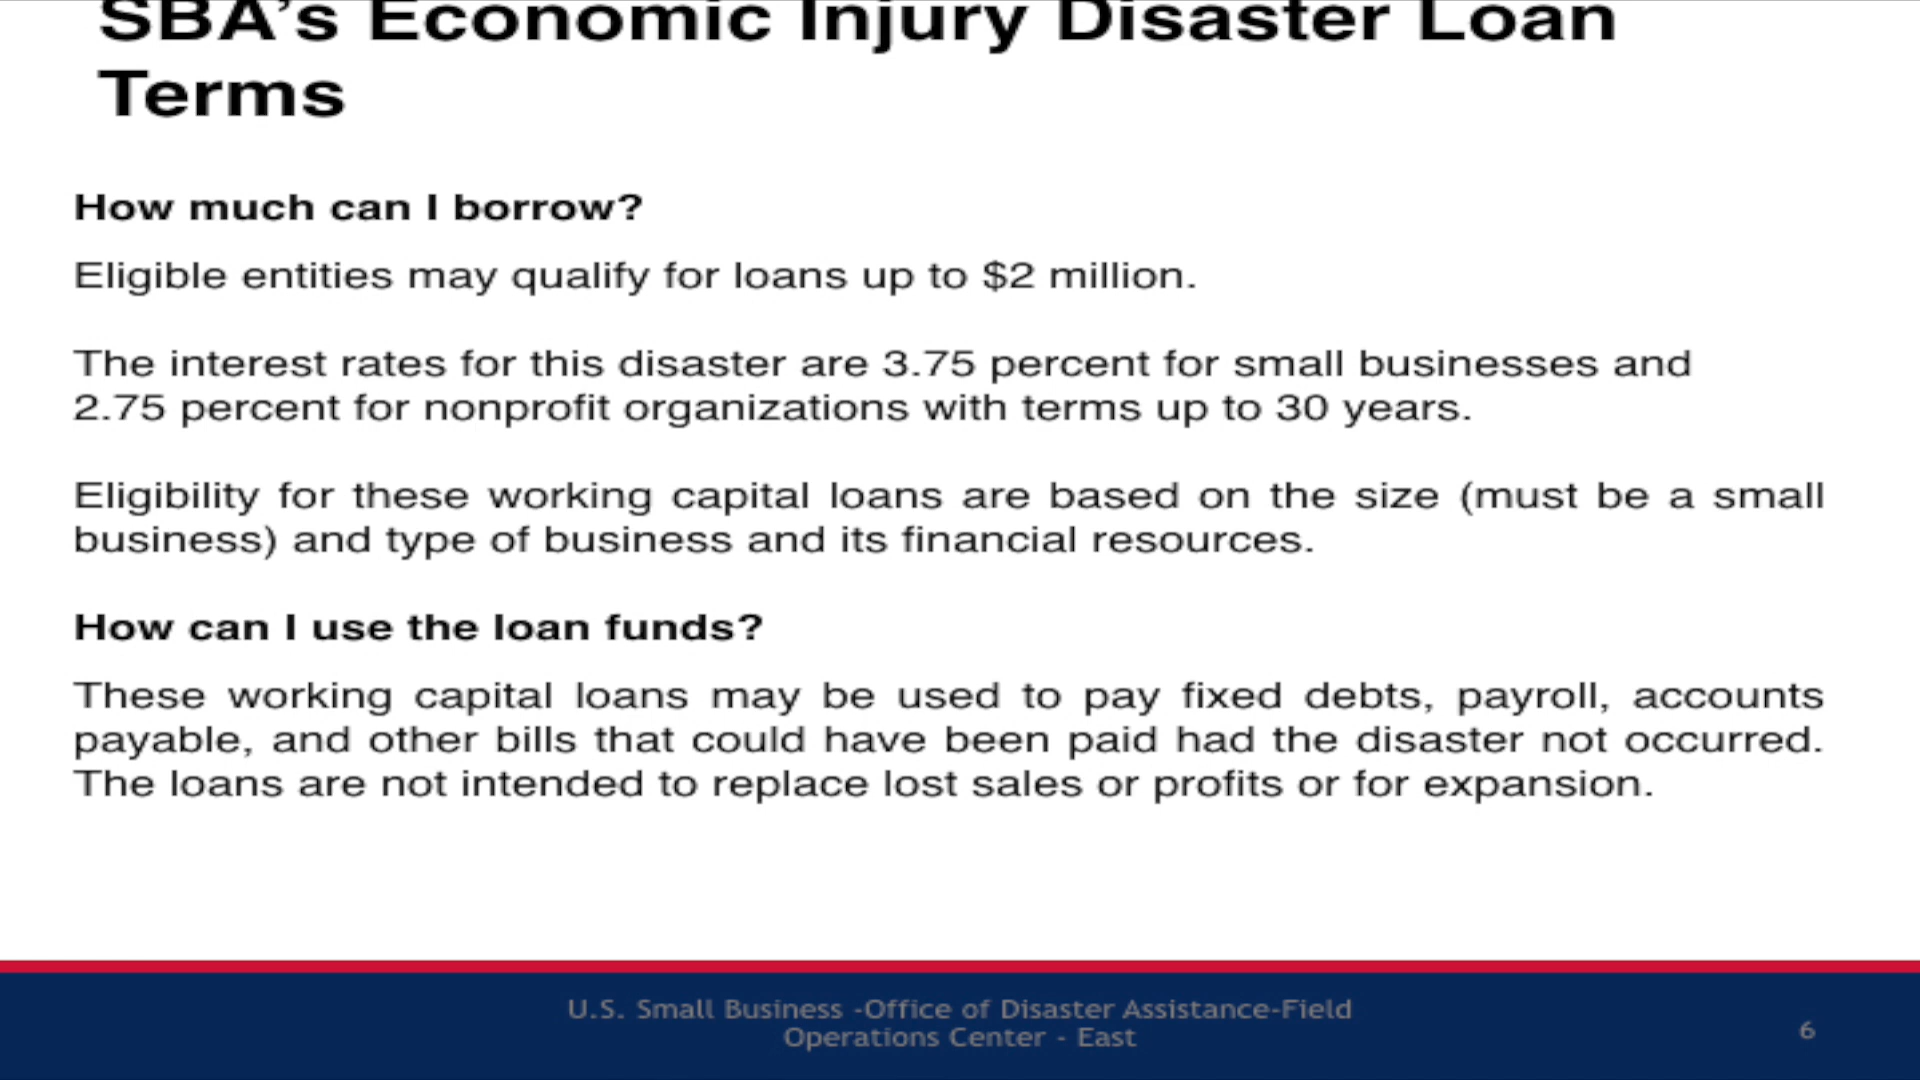 SBA's Economic Injury Disaster Loan
Terms
How much can I borrow?
Eligible entities may qualify for loans up to $2 million.
The interest rates for this disaster are 3.75 percent for small businesses and
2.75 percent for nonprofit organizations with terms up to 30 years.
Eligibility for these working capital loans are based on the size (must be a small
business) and type of business and its financial resources.
How can I use the loan funds?
These working capital loans may be used to pay fixed debts, payroll, accounts
payable, and other bills that could have been paid had the disaster not occurred.
The loans are not intended to replace lost sales or profits or for expansion.
U.S. Small Business -Office of Disaster Assistance-Field
Operations Center - East
6